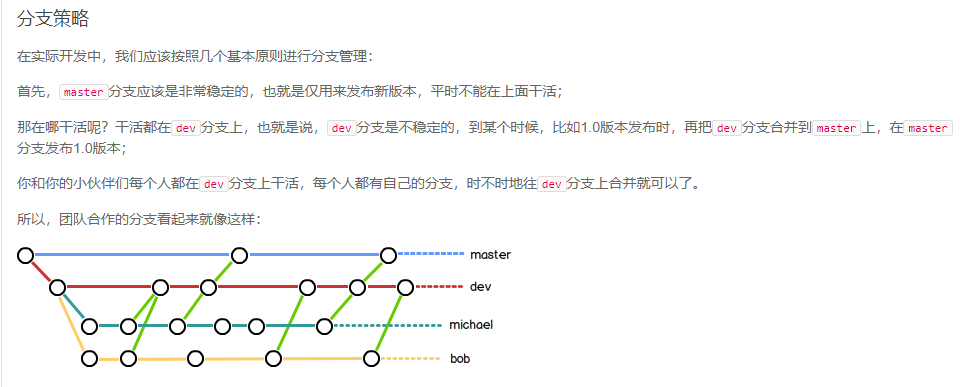 分支策略
在实际开发中，我们应该按照几个基本原则进行分支管理：
首先，master分支应该是非常稳定的，也就是仅用来发布新版本，平时不能在上面干活；
那在哪干活呢？干活都在dev分支上，也就是说，dev分支是不稳定的，到某个时候，比如1.0版本发布时，再把dev分支合并到master上，在master
分支发布1.0版本；
你和你的小伙伴们每个人都在dev分支上干活，每个人都有自己的分支，时不时地往dev分支上合并就可以了。
所以，团队合作的分支看起来就像这样：
master
dev
michael
bob